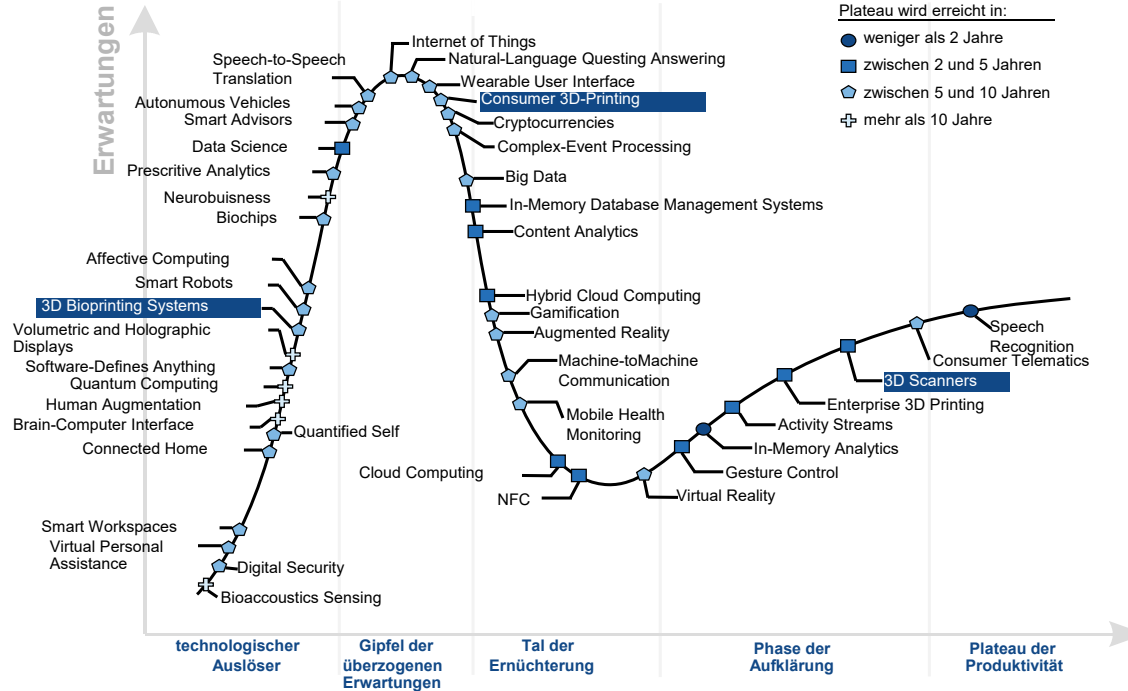 Plateau wird erreicht in:
weniger als 2 Jahre
zwischen 2 und 5 Jahren
zwischen 5 und 10 Jahren
mehr als 10 Jahre
Erwartungen
Internet of Things
Natural-Language Questing Answering
Wearable User Interface
Consumer 3D-Printing
Cryptocurrencies
Complex-Event Processing
Big Data
In-Memory Database Management Systems
Content Analytics
Hybrid Cloud Computing
Gamification
Augmented Reality
Machine-toMachine
Communication
Mobile Health
Monitoring
Speech-to-Speech
Translation
Autonumous Vehicles
Smart Advisors
Data Science
Prescritive Analytics
Neurobuisness
Biochips
Affective Computing
Smart Robots
3D Bioprinting Systems
Volumetric and Holographic
Displays
Software-Defines Anything
Quantum Computing
Human Augmentation
Brain-Computer Interface
Quantified Self
Connected Home
Smart Workspaces
Virtual Personal
Assistance
Digital Security
Bioaccoustics Sensing
Cloud Computing
NFC
Virtual Reality
Gesture Control
In-Memory Analytics
Activity Streams
Enterprise 3D Printing
3D Scanners
Consumer Telematics
Speech
Recognition
technologischer
Auslöser
Gipfel der
überzogenen
Erwartungen
Tal der
Ernüchterung
Phase der
Aufklärung
Plateau der
Produktivität